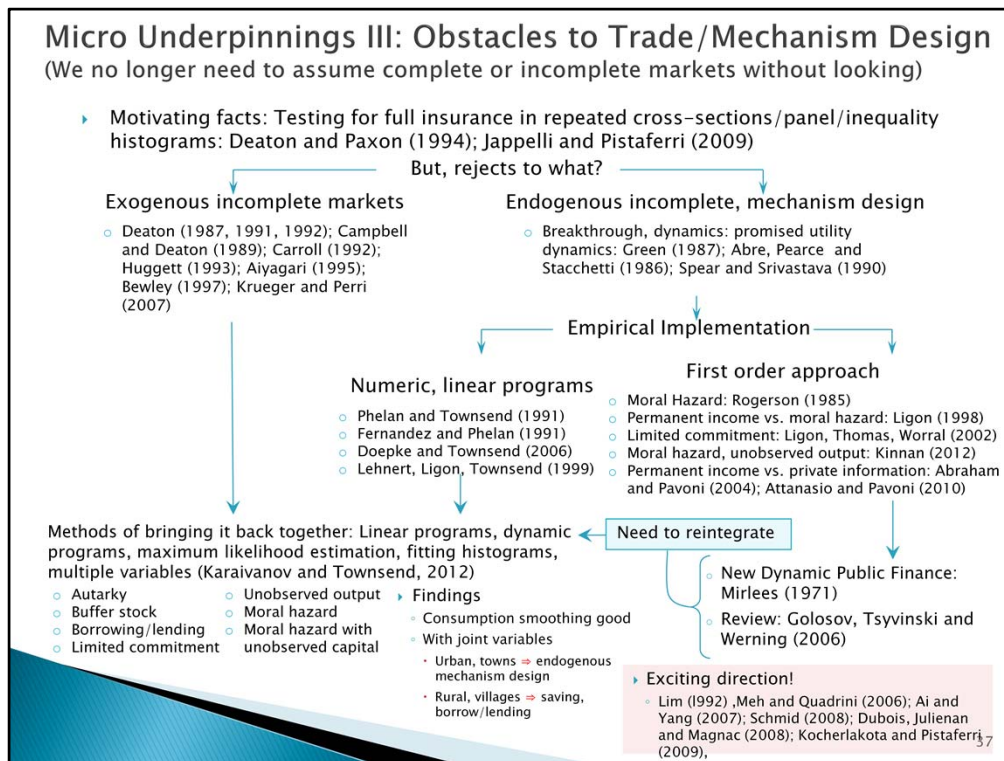 Micro Underpinnings III: Obstacles to Trade/Mechanism Design
(We no longer need to assume complete or incomplete markets without looking)
Motivating facts: Testing for full insurance in repeated cross-sections/panel/inequality
histograms: Deaton and Paxon (1994); Jappelli and Pistaferri (2009)
But, rejects to what?
Exogenous incomplete markets
Deaton (1987, 1991, 1992); Campbell
and Deaton (1989); Carroll (1992);
Huggett (1993); Aiyagari (1995);
Bewley (1997); Krueger and Perri
(2007)
Endogenous incomplete, mechanism design
Breakthrough, dynamics: promised utility
dynamics: Green (1987); Abre, Pearce and
Stacchetti (1986); Spear and Srivastava (1990)
Empirical Implementation
Numeric, linear programs
Phelan and Townsend (1991)
Fernandez and Phelan (1991)
Doepke and Townsend (2006)
Lehnert, Ligon, Townsend (1999)
First order approach
Moral Hazard: Rogerson (1985)
Permanent income vs. moral hazard: Ligon (1998)
Limited commitment: Ligon, Thomas, Worral (2002)
Moral hazard, unobserved output: Kinnan (2012)
Permanent income vs. private information: Abraham
and Pavoni (2004); Attanasio and Pavoni (2010)
Methods of bringing it back together: Linear programs, dynamic
programs, maximum likelihood estimation, fitting histograms,
multiple variables (Karaivanov and Townsend, 2012)
Autarky
Buffer stock
Borrowing/lending
Limited commitment
Unobserved output
Moral hazard
Moral hazard with
unobserved capital
Findings
Consumption smoothing good
With joint variables
Urban, towns ⇒ endogenous
mechanism design
Rural, villages ⇒ saving,
borrow/lending
Need to reintegrate
New Dynamic Public Finance:
Mirlees (1971)
Review: Golosov, Tsyvinski and
Werning (2006)
Exciting direction!
Lim (l992) ,Meh and Quadrini (2006); Ai and
Yang (2007); Schmid (2008); Dubois, Julienan
and Magnac (2008); Kocherlakota and Pistaferri
(2009),
37